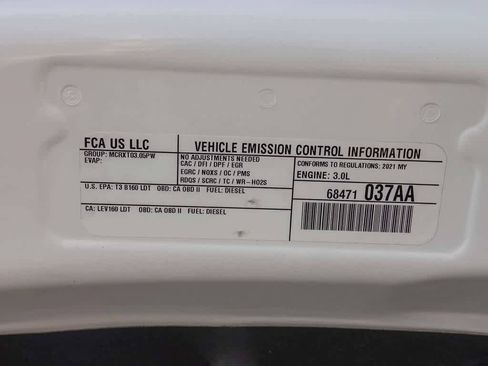 FCA US LLC
VEHICLE EMISSION CONTROL INFORMATION
GROUP: MCRXT03.05PW
EVAP:
NO ADJUSTMENTS NEEDED
CAC / DFI / DPF / EGR
EGRC / NOXS / OC / PMS
RDQS / SCRC / TC / WR-HO2S
CONFORMS TO REGULATIONS: 2021 MY
ENGINE: 3.0L
U.S. EPA: T3 B160 LDT OBD: CA OBD II FUEL: DIESEL
68471 037AA
CA: LEV160 LDT OBD: CA OBD II FUEL: DIESEL